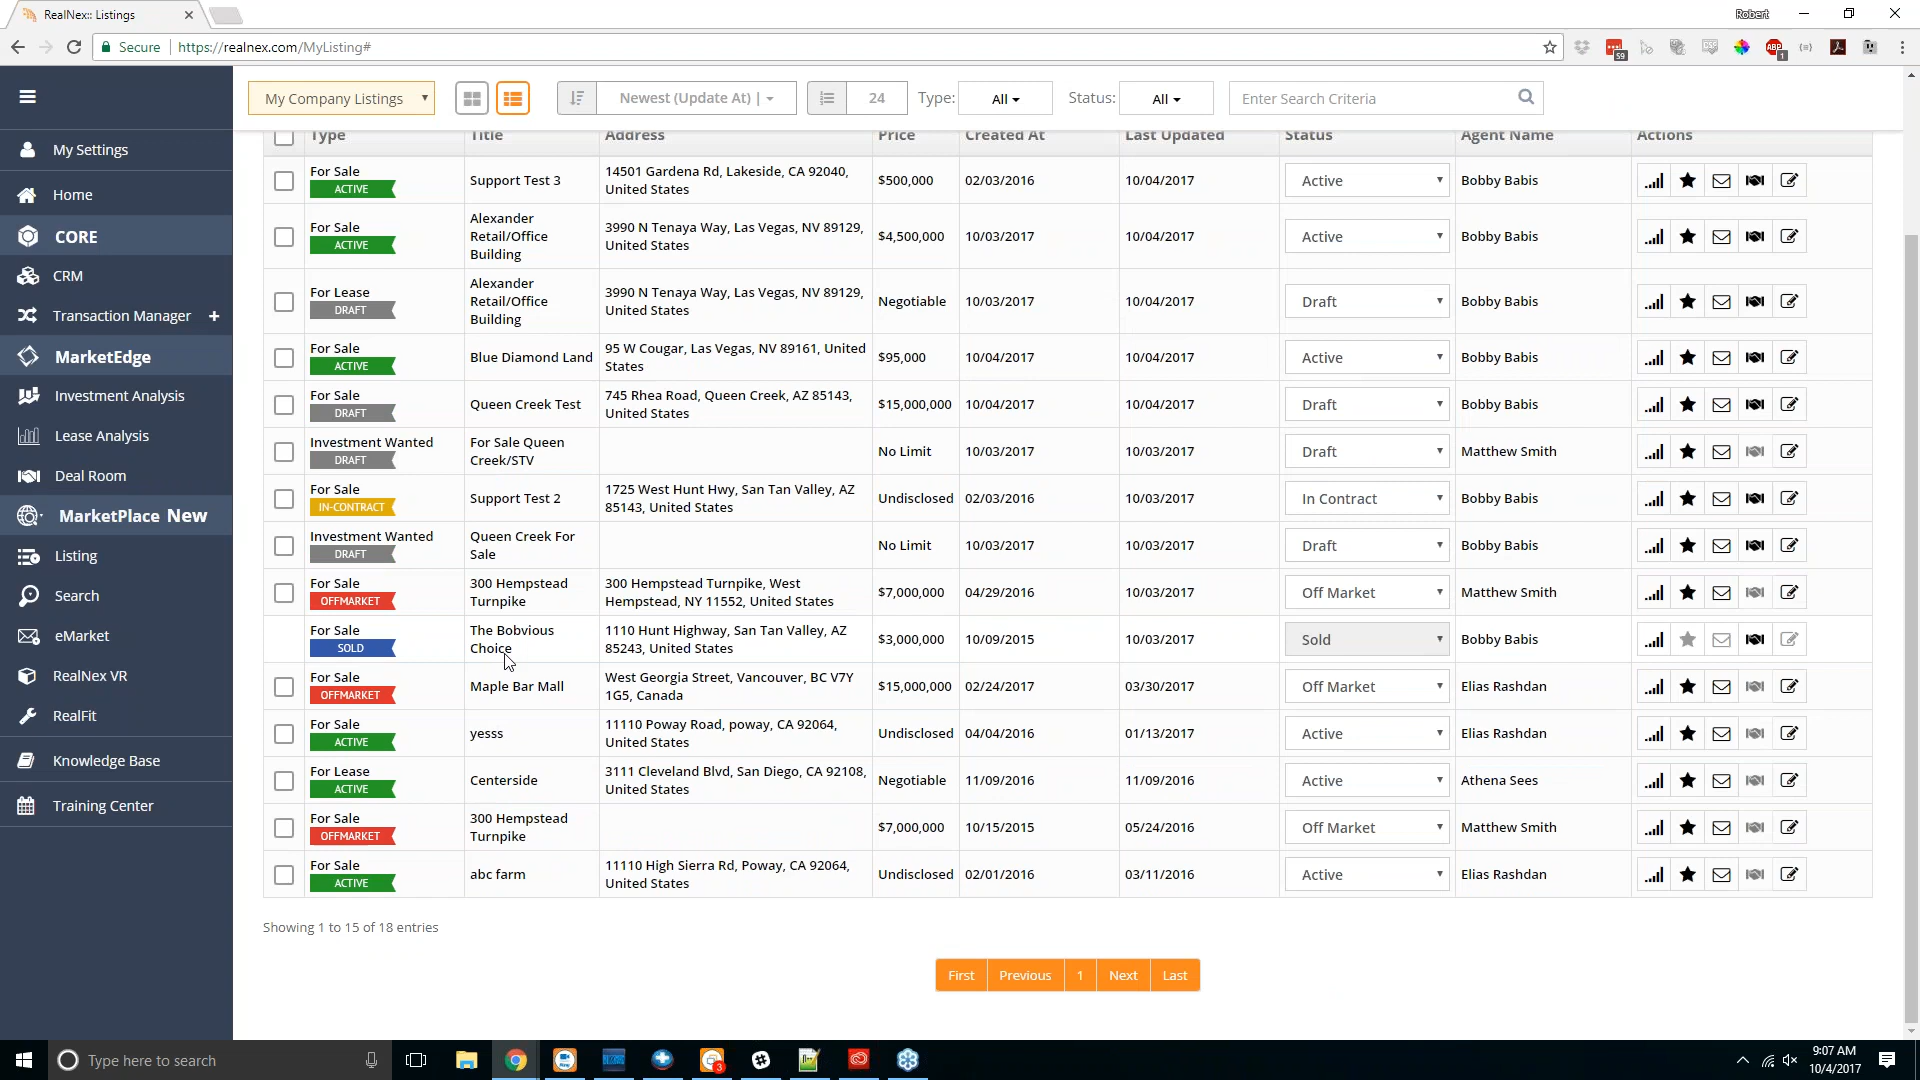 RealNex:: Listings
Robert
Secure
https://realnex.com/MyListing#
59
ABP
1
My Company Listings
Newest (Update At) |
24
Type:
All
Status:
All
Enter Search Criteria
Type Title Address Price Created At Last Updated Status Agent Name Actions
My Settings
Home
CORE
CRM
Transaction Manager +
MarketEdge
Investment Analysis
Lease Analysis
Deal Room
MarketPlace New
Listing
Search
eMarket
RealNex VR
RealFit
Knowledge Base
Training Center
For Sale
ACTIVE
Support Test 3
14501 Gardena Rd, Lakeside, CA 92040,
United States
$500,000
02/03/2016
10/04/2017
Active
Bobby Babis
For Sale
ACTIVE
Alexander
Retail/Office
Building
3990 N Tenaya Way, Las Vegas, NV 89129,
United States
$4,500,000
10/03/2017
10/04/2017
Active
Bobby Babis
For Lease
DRAFT
Alexander
Retail/Office
Building
3990 N Tenaya Way, Las Vegas, NV 89129,
United States
Negotiable
10/03/2017
10/04/2017
Draft
Bobby Babis
For Sale
ACTIVE
Blue Diamond Land
95 W Cougar, Las Vegas, NV 89161, United
States
$95,000
10/04/2017
10/04/2017
Active
Bobby Babis
For Sale
DRAFT
Queen Creek Test
745 Rhea Road, Queen Creek, AZ 85143,
United States
$15,000,000
10/04/2017
10/04/2017
Draft
Bobby Babis
Investment Wanted
DRAFT
For Sale Queen
Creek/STV
No Limit
10/03/2017
10/03/2017
Draft
Matthew Smith
For Sale
IN-CONTRACT
Support Test 2
1725 West Hunt Hwy, San Tan Valley, AZ
85143, United States
Undisclosed
02/03/2016
10/03/2017
In Contract
Bobby Babis
Investment Wanted
DRAFT
Queen Creek For
Sale
No Limit
10/03/2017
10/03/2017
Draft
Bobby Babis
For Sale
OFFMARKET
300 Hempstead
Turnpike
300 Hempstead Turnpike, West
Hempstead, NY 11552, United States
$7,000,000
04/29/2016
10/03/2017
Off Market
Matthew Smith
For Sale
SOLD
The Bobvious
Choice
1110 Hunt Highway, San Tan Valley, AZ
85243, United States
$3,000,000
10/09/2015
10/03/2017
Sold
Bobby Babis
For Sale
OFFMARKET
Maple Bar Mall
West Georgia Street, Vancouver, BC V7Y
1G5, Canada
$15,000,000
02/24/2017
03/30/2017
Off Market
Elias Rashdan
For Sale
ACTIVE
yesss
11110 Poway Road, poway, CA 92064,
United States
Undisclosed
04/04/2016
01/13/2017
Active
Elias Rashdan
For Lease
ACTIVE
Centerside
3111 Cleveland Blvd, San Diego, CA 92108,
United States
Negotiable
11/09/2016
11/09/2016
Active
Athena Sees
For Sale
OFFMARKET
300 Hempstead
Turnpike
$7,000,000
10/15/2015
05/24/2016
Off Market
Matthew Smith
For Sale
ACTIVE
abc farm
11110 High Sierra Rd, Poway, CA 92064,
United States
Undisclosed
02/01/2016
03/11/2016
Active
Elias Rashdan
Showing 1 to 15 of 18 entries
First Previous 1 Next Last
Type here to search
3
9:07 AM
10/4/2017